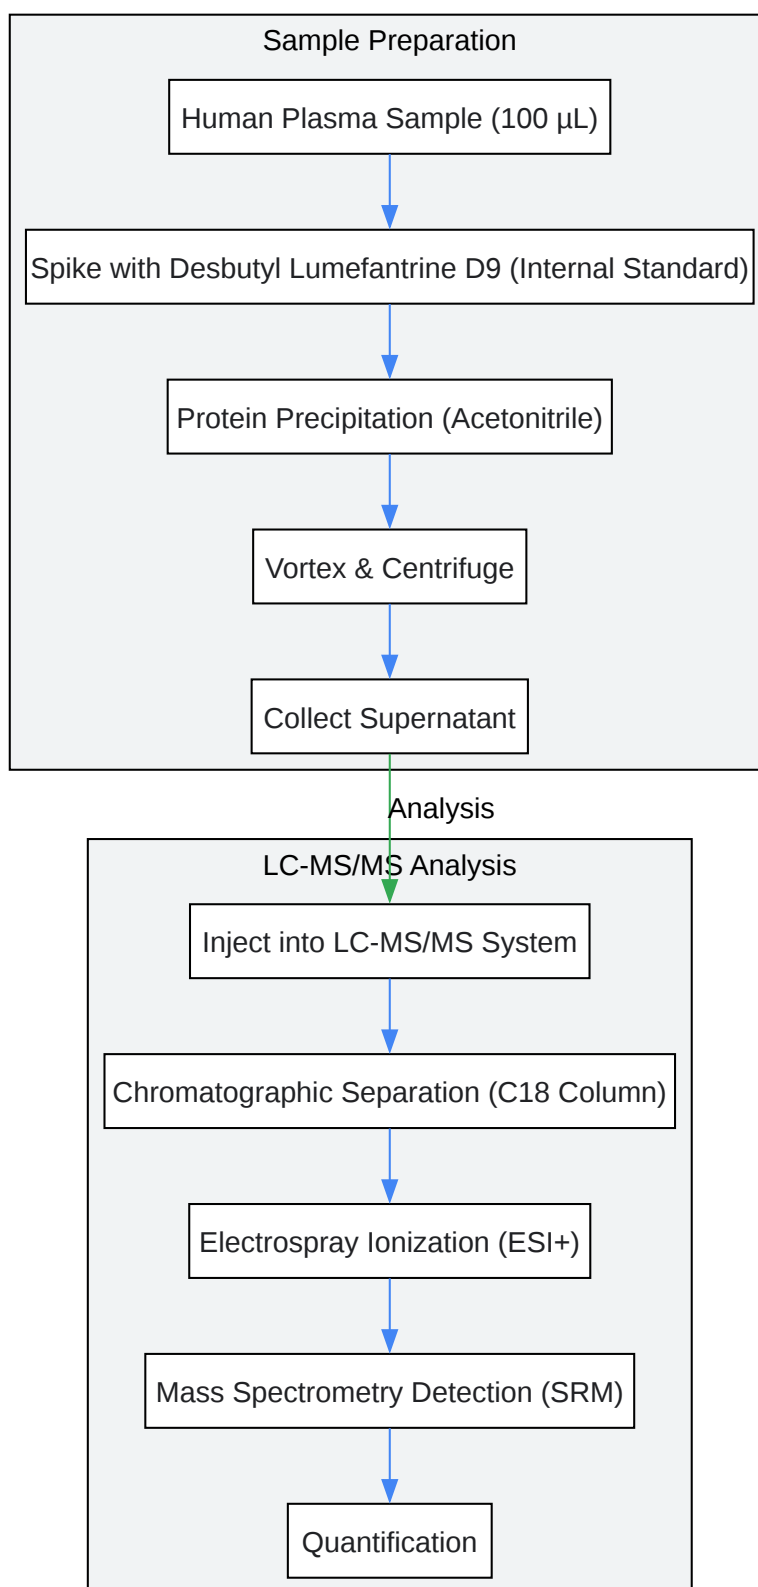 Sample Preparation
Human Plasma Sample (100 µL)
Spike with Desbutyl Lumefantrine D9 (Internal Standard)
Protein Precipitation (Acetonitrile)
Vortex & Centrifuge
Collect Supernatant
Analysis
LC-MS/MS Analysis
Inject into LC-MS/MS System
Chromatographic Separation (C18 Column)
Electrospray Ionization (ESI+)
Mass Spectrometry Detection (SRM)
Quantification